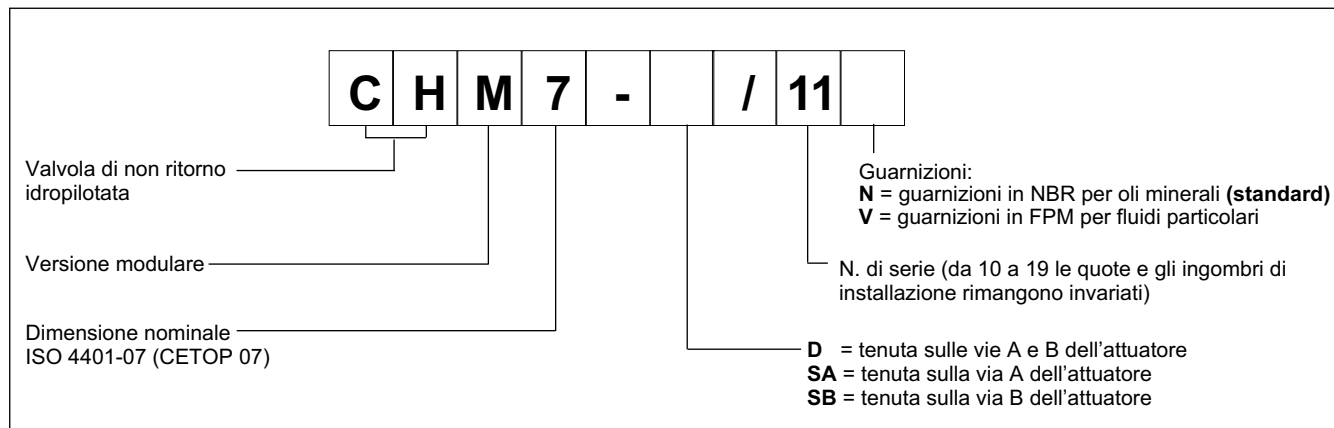 C H M 7 - / 11
Valvola di non ritorno
idropilotata
Versione modulare
Dimensione nominale
ISO 4401-07 (CETOP 07)
Guarnizioni:
N = guarnizioni in NBR per oli minerali (standard)
V = guarnizioni in FPM per fluidi particolari
N. di serie (da 10 a 19 le quote e gli ingombri di
installazione rimangono invariati)
D = tenuta sulle vie A e B dell'attuatore
SA = tenuta sulla via A dell'attuatore
SB = tenuta sulla via B dell'attuatore